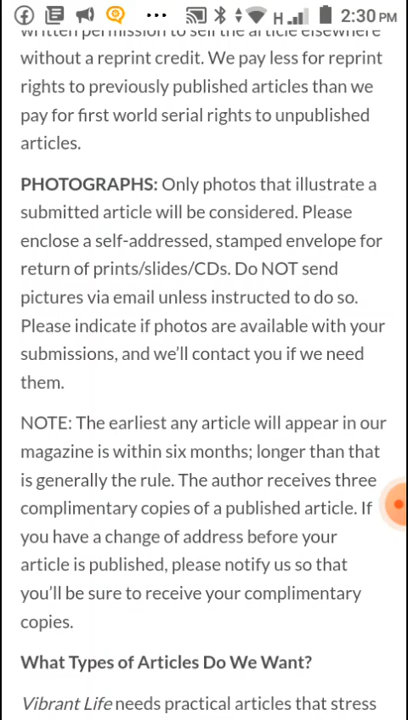 H 2:30 PM
written permission to sell the article elsewhere
without a reprint credit. We pay less for reprint
rights to previously published articles than we
pay for first world serial rights to unpublished
articles.
PHOTOGRAPHS: Only photos that illustrate a
submitted article will be considered. Please
enclose a self-addressed, stamped envelope for
return of prints/slides/CDs. Do NOT send
pictures via email unless instructed to do so.
Please indicate if photos are available with your
submissions, and we’ll contact you if we need
them.
NOTE: The earliest any article will appear in our
magazine is within six months; longer than that
is generally the rule. The author receives three
complimentary copies of a published article. If
you have a change of address before your
article is published, please notify us so that
you’ll be sure to receive your complimentary
copies.
What Types of Articles Do We Want?
Vibrant Life needs practical articles that stress